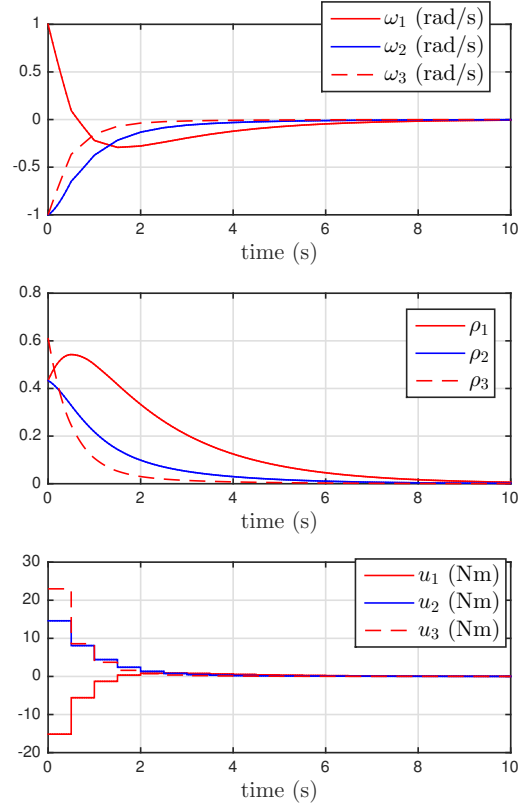 1
0.5
0
-0.5
-1
ω₁ (rad/s)
ω₂ (rad/s)
ω₃ (rad/s)
0 2 4 6 8 10
time (s)
0.8
0.6
0.4
0.2
0
ρ₁
ρ₂
ρ₃
0 2 4 6 8 10
time (s)
30
20
10
0
-10
-20
u₁ (Nm)
u₂ (Nm)
u₃ (Nm)
0 2 4 6 8 10
time (s)